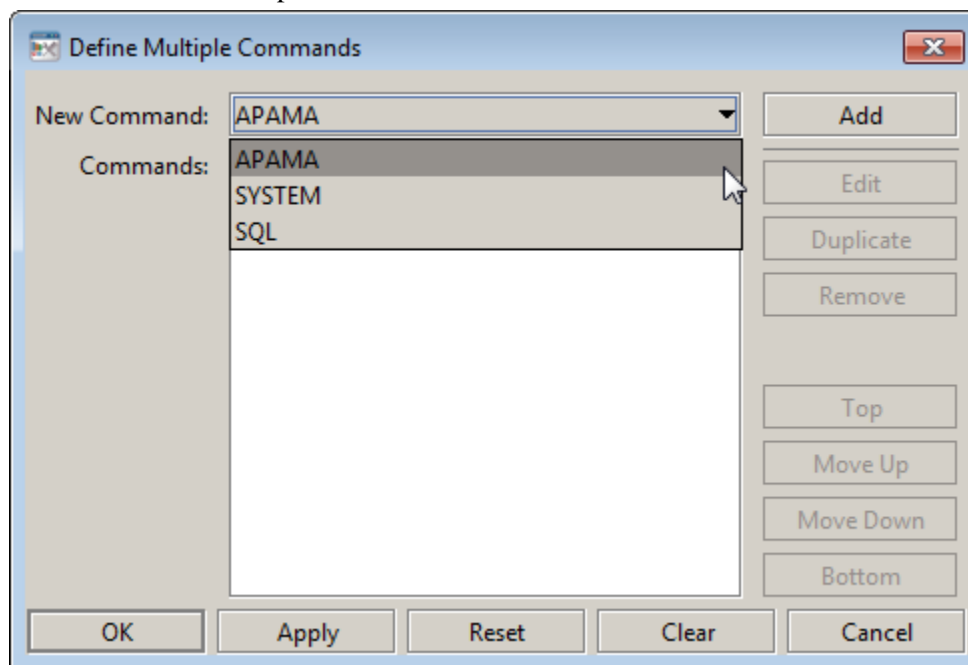 Define Multiple Commands
New Command: APAMA Add
Commands: APAMA
SYSTEM
SQL
Edit
Duplicate
Remove
Top
Move Up
Move Down
Bottom
OK Apply Reset Clear Cancel